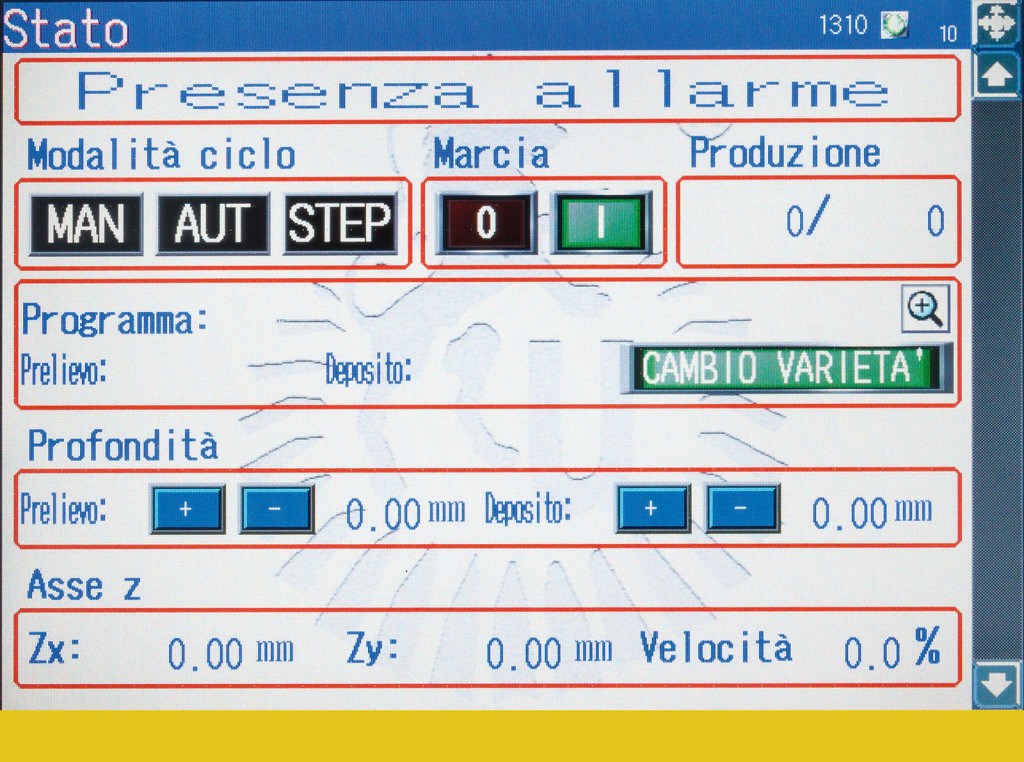 Stato 1310 10
Presenza allarme
Modalità ciclo Marcia Produzione
MAN AUT STEP 0 I 0/ 0
Programma:
Prelievo: Deposito: CAMBIO VARIETA'
Profondità
Prelievo: + - 0.00 mm Deposito: + - 0.00 mm
Asse z
Zx: 0.00 mm Zy: 0.00 mm Velocità 0.0 %